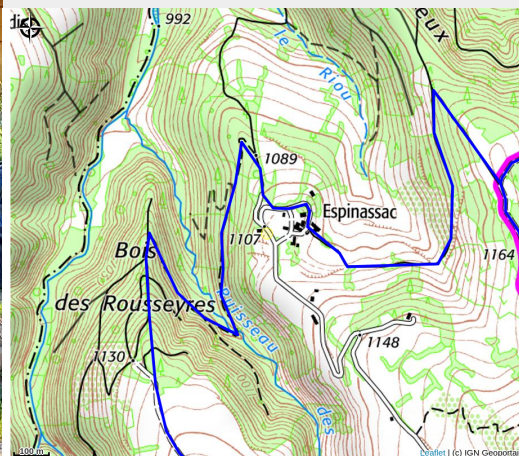 992
eux
le
Riou
1089
Espinassac
1107
1164
Bois
des Rousseyres
Ruisseau
1148
1130
des
100 m
Leaflet | (c) IGN Geoportail